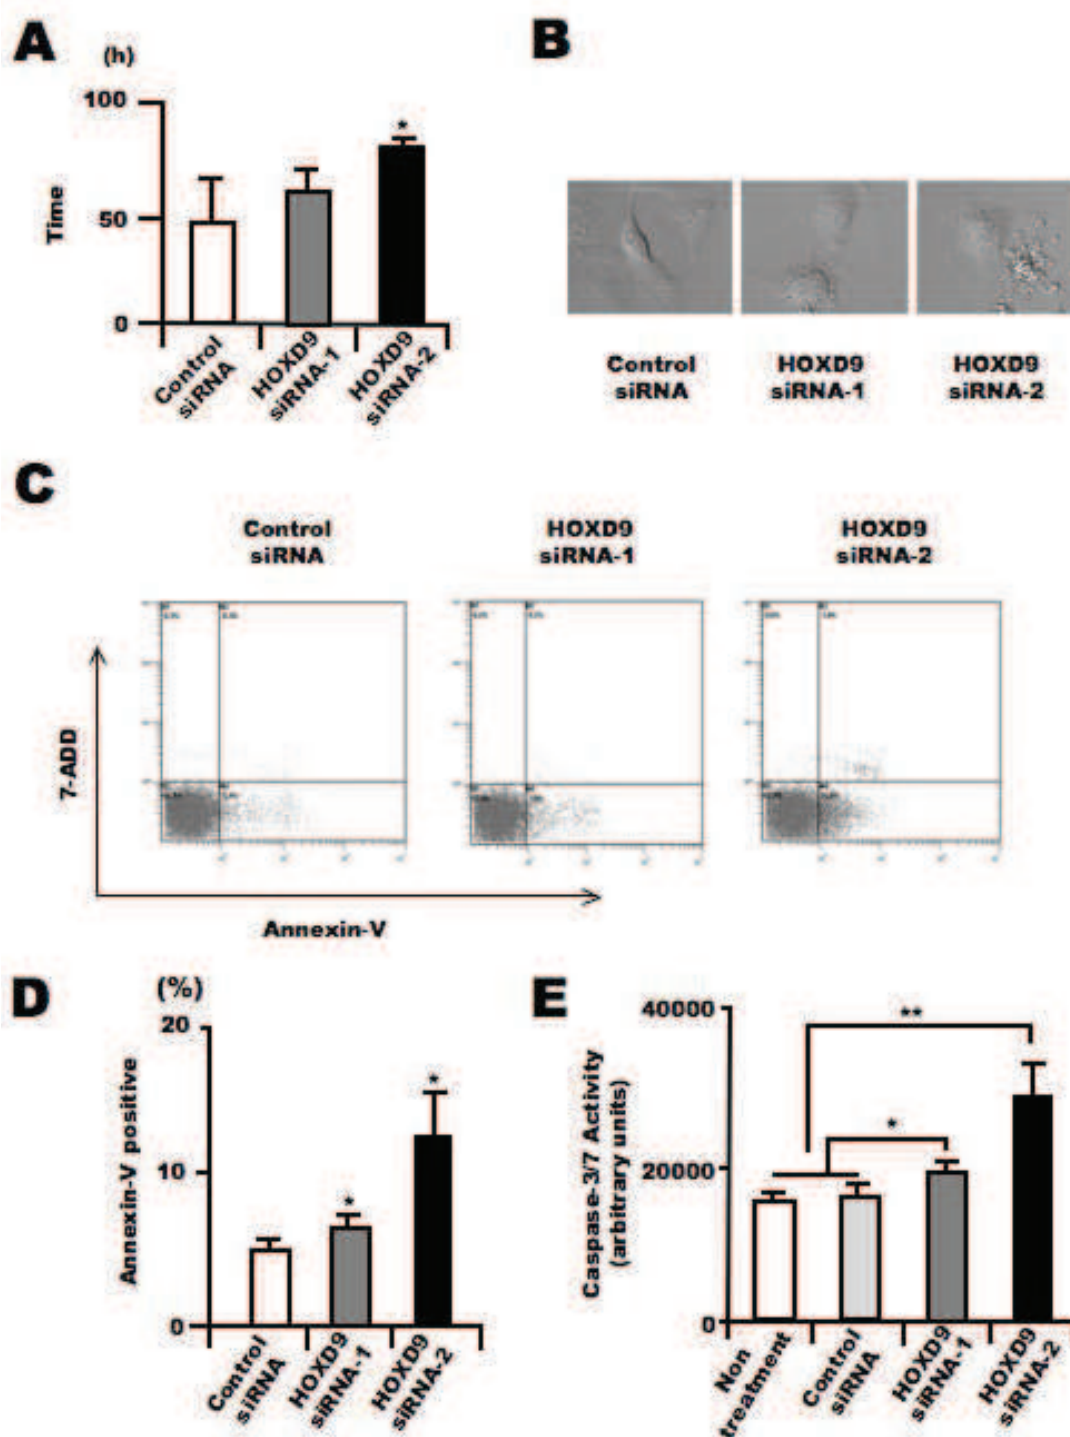 A
(h)
100
50
0
Time
*
Control
siRNA
HOXD9
siRNA-1
HOXD9
siRNA-2
B
Control
siRNA
HOXD9
siRNA-1
HOXD9
siRNA-2
C
Control
siRNA
HOXD9
siRNA-1
HOXD9
siRNA-2
7-ADD
Annexin-V
D
(%)
20
10
0
Annexin-V positive
*
*
Control
siRNA
HOXD9
siRNA-1
HOXD9
siRNA-2
E
40000
20000
0
Caspase-3/7 Activity
(arbitrary units)
**
*
Non
treatment
Control
siRNA
HOXD9
siRNA-1
HOXD9
siRNA-2